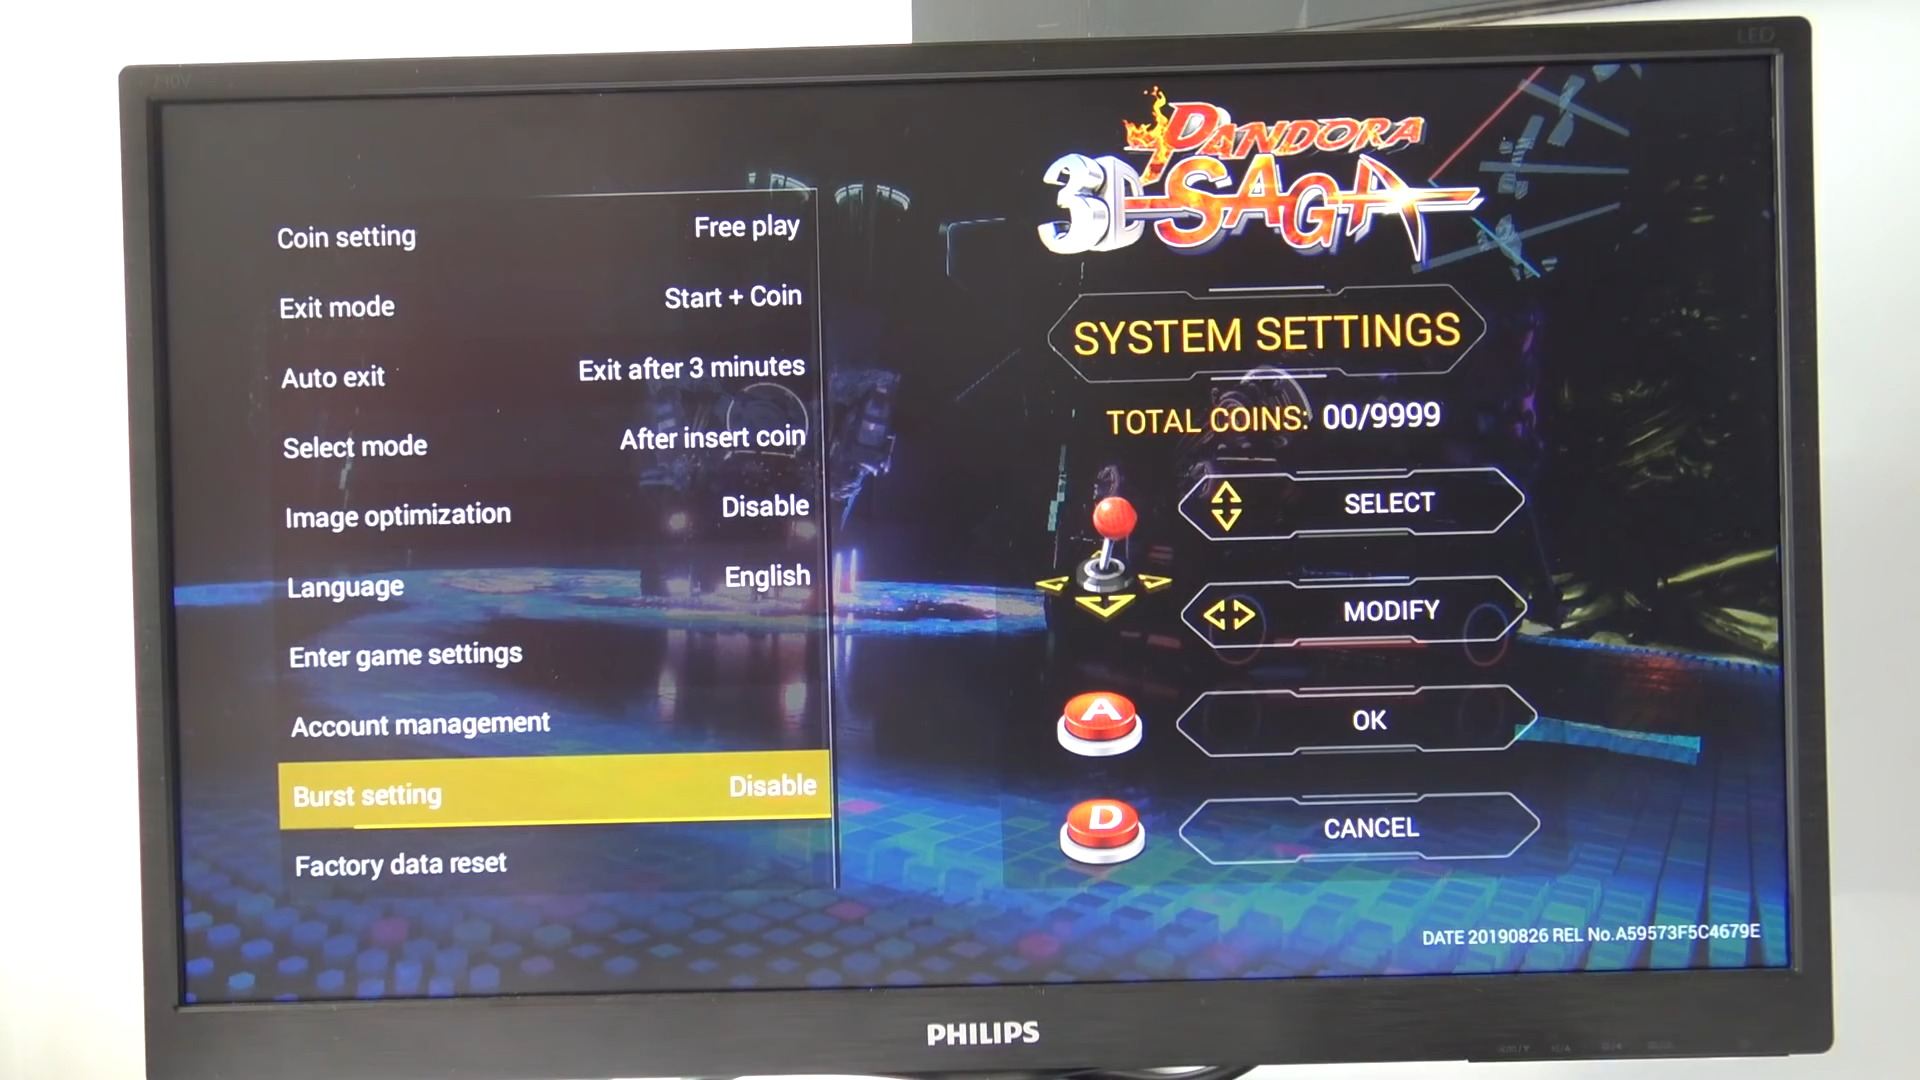 LED
PANDORA
3D SAGA
Coin setting Free play
Exit mode Start + Coin
Auto exit Exit after 3 minutes
Select mode After insert coin
Image optimization Disable
Language English
Enter game settings
Account management
Burst setting Disable
Factory data reset
SYSTEM SETTINGS
TOTAL COINS: 00/9999
SELECT
MODIFY
A OK
D CANCEL
DATE 20190826 REL No.A59573F5C4679E
PHILIPS